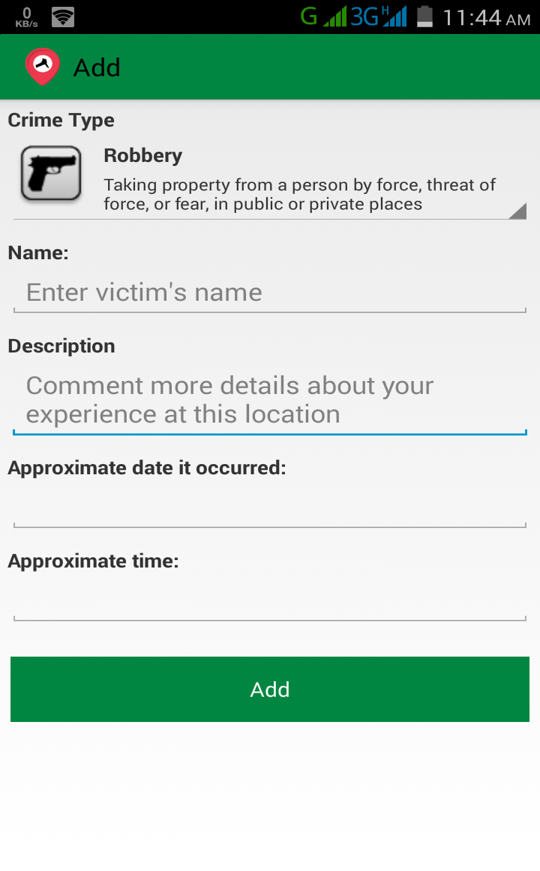 0
KB/s
G 3G H 11:44 AM
Add
Crime Type
Robbery
Taking property from a person by force, threat of
force, or fear, in public or private places
Name:
Enter victim's name
Description
Comment more details about your
experience at this location
Approximate date it occurred:
Approximate time:
Add